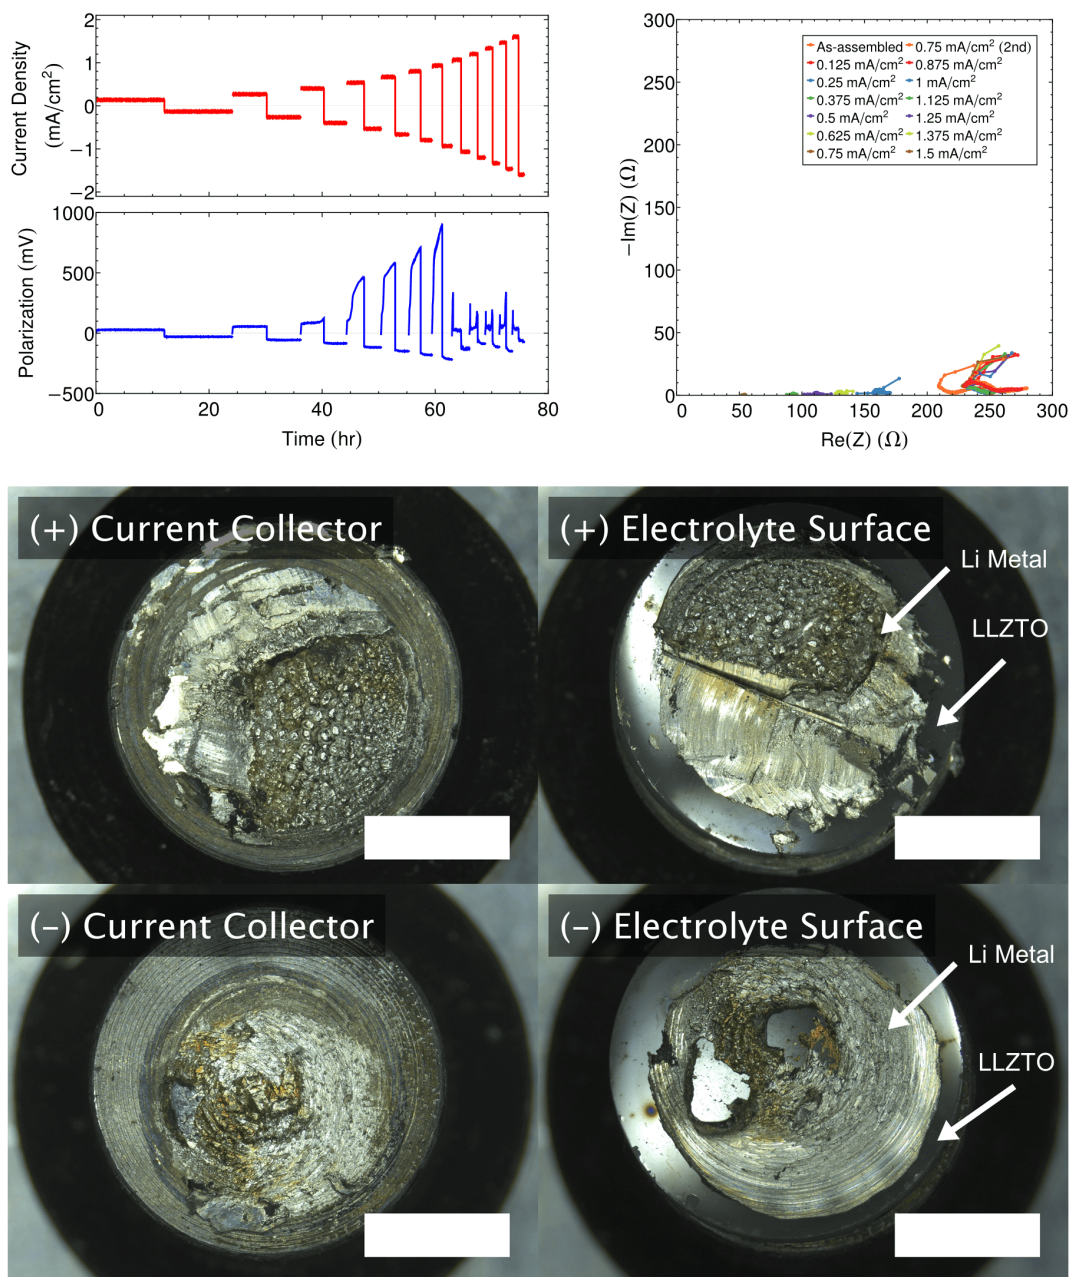 Current Density
(mA/cm²)
2
1
0
−1
−2
Polarization (mV)
1000
500
0
−500
0 20 40 60 80
Time (hr)
−Im(Z) (Ω)
300
250
200
150
100
50
0
As-assembled 0.75 mA/cm² (2nd)
0.125 mA/cm² 0.875 mA/cm²
0.25 mA/cm² 1 mA/cm²
0.375 mA/cm² 1.125 mA/cm²
0.5 mA/cm² 1.25 mA/cm²
0.625 mA/cm² 1.375 mA/cm²
0.75 mA/cm² 1.5 mA/cm²
0 50 100 150 200 250 300
Re(Z) (Ω)
(+) Current Collector
(+) Electrolyte Surface
Li Metal
LLZTO
(–) Current Collector
(–) Electrolyte Surface
Li Metal
LLZTO